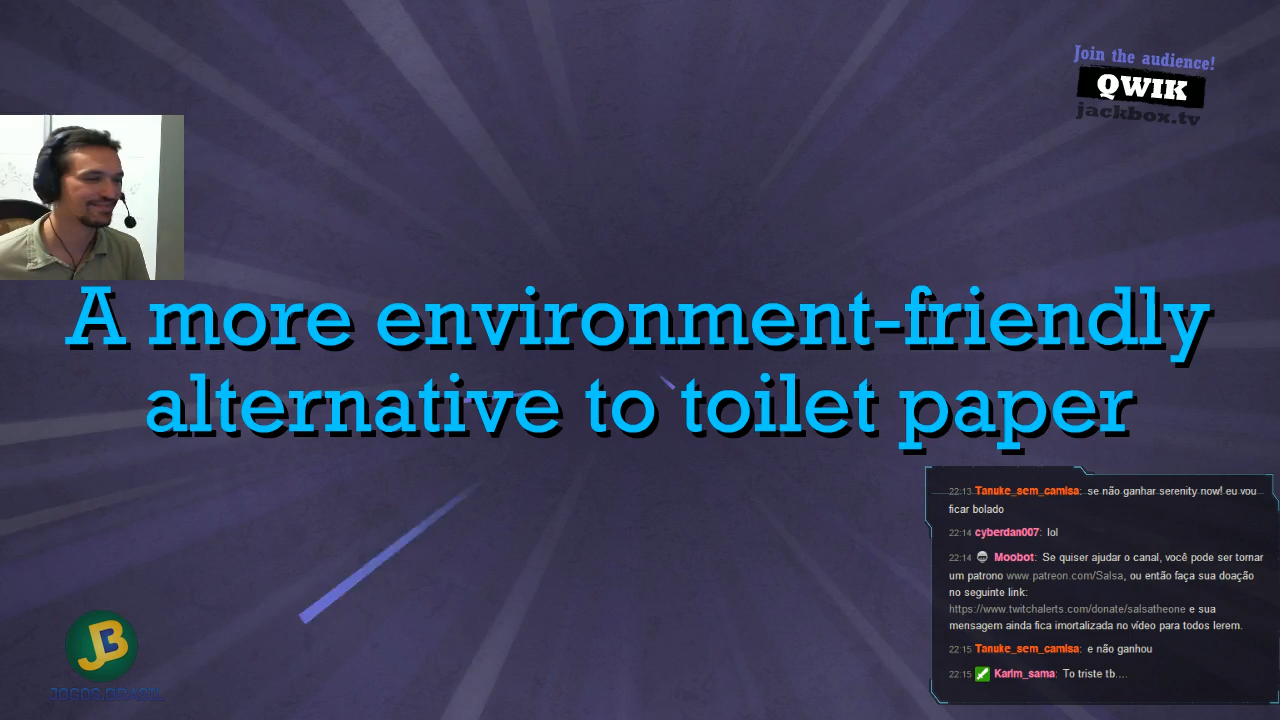 Join the audience!
QWIK
jackbox.tv
A more environment-friendly
alternative to toilet paper
22:13 Tanuke_sem_camisa: se não ganhar serenity now! eu vou
ficar bolado
22:14 cyberdan007: lol
22:14 Moobot: Se quiser ajudar o canal, você pode ser tornar
um patrono www.patreon.com/Salsa, ou então faça sua doação
no seguinte link:
https://www.twitchalerts.com/donate/salsatheone e sua
mensagem ainda fica imortalizada no vídeo para todos lerem.
22:15 Tanuke_sem_camisa: e não ganhou
22:15 Karim_sama: To triste tb....
JB
JOGOS.BRASIL